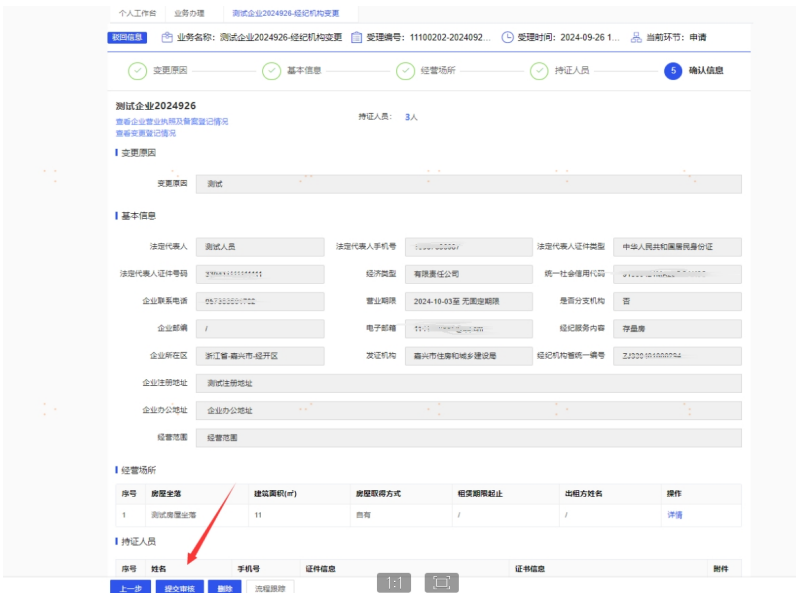 个人工作台 业务办理 测试企业2024926-经纪机构变更
驳回信息 业务名称：测试企业2024926-经纪机构变更 受理编号：11100202-2024092... 受理时间：2024-09-26 1... 当前环节：申请
变更原因 基本信息 经营场所 持证人员 5 确认信息
测试企业2024926
查看企业营业执照及备案登记情况
持证人员： 3人
查看变更登记情况
变更原因
变更原因 测试
基本信息
法定代表人 测试人员 法定代表人手机号 法定代表人证件类型 中华人民共和国居民身份证
法定代表人证件号码 经济类型 有限责任公司 统一社会信用代码
企业联系电话 营业期限 2024-10-03至 无固定期限 是否分支机构 否
企业邮编 / 电子邮箱 经纪服务内容 存量房
企业所在区 浙江省-嘉兴市-经开区 发证机构 嘉兴市住房和城乡建设局 经纪机构省统一编号
企业注册地址 测试注册地址
企业办公地址 企业办公地址
经营范围 经营范围
经营场所
序号 房屋坐落 建筑面积(㎡) 房屋取得方式 租赁期限起止 出租方姓名 操作
1 测试房屋坐落 11 自有 / / 详情
持证人员
序号 姓名 手机号 证件信息 证书信息 附件
上一步 提交审核 删除 流程跟踪
1:1